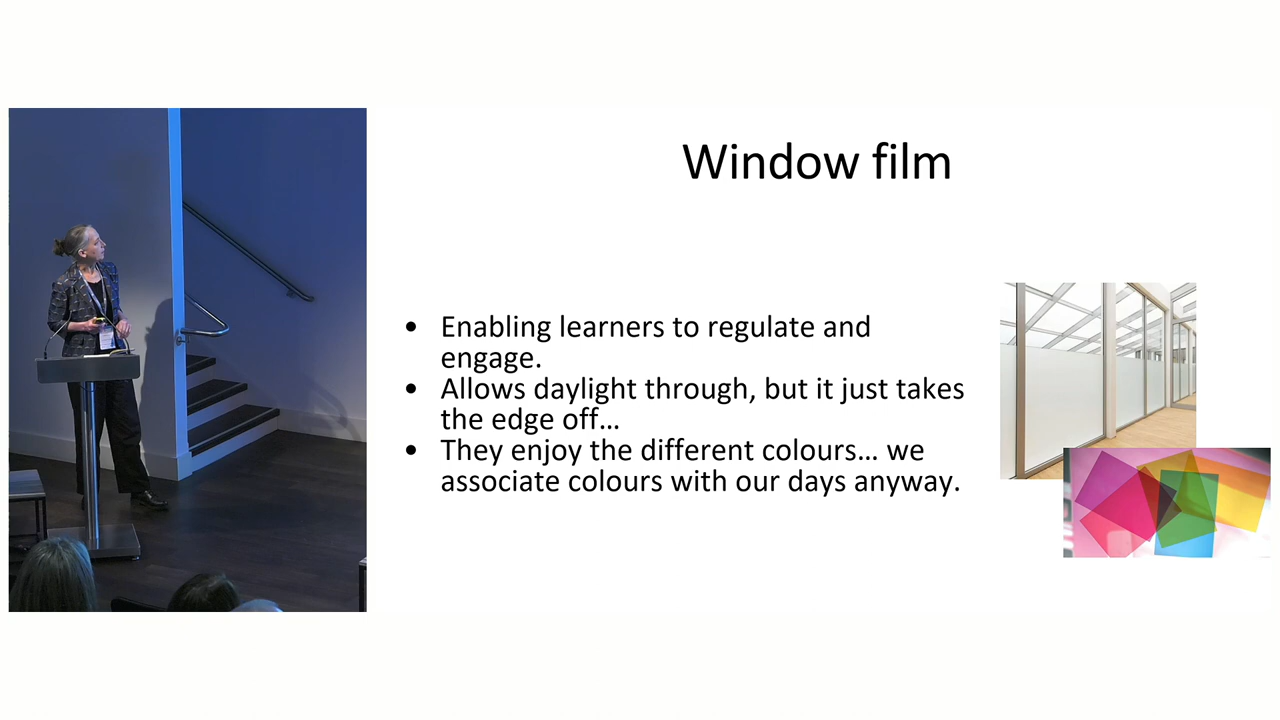 Window film
• Enabling learners to regulate and
engage.
• Allows daylight through, but it just takes
the edge off...
• They enjoy the different colours... we
associate colours with our days anyway.